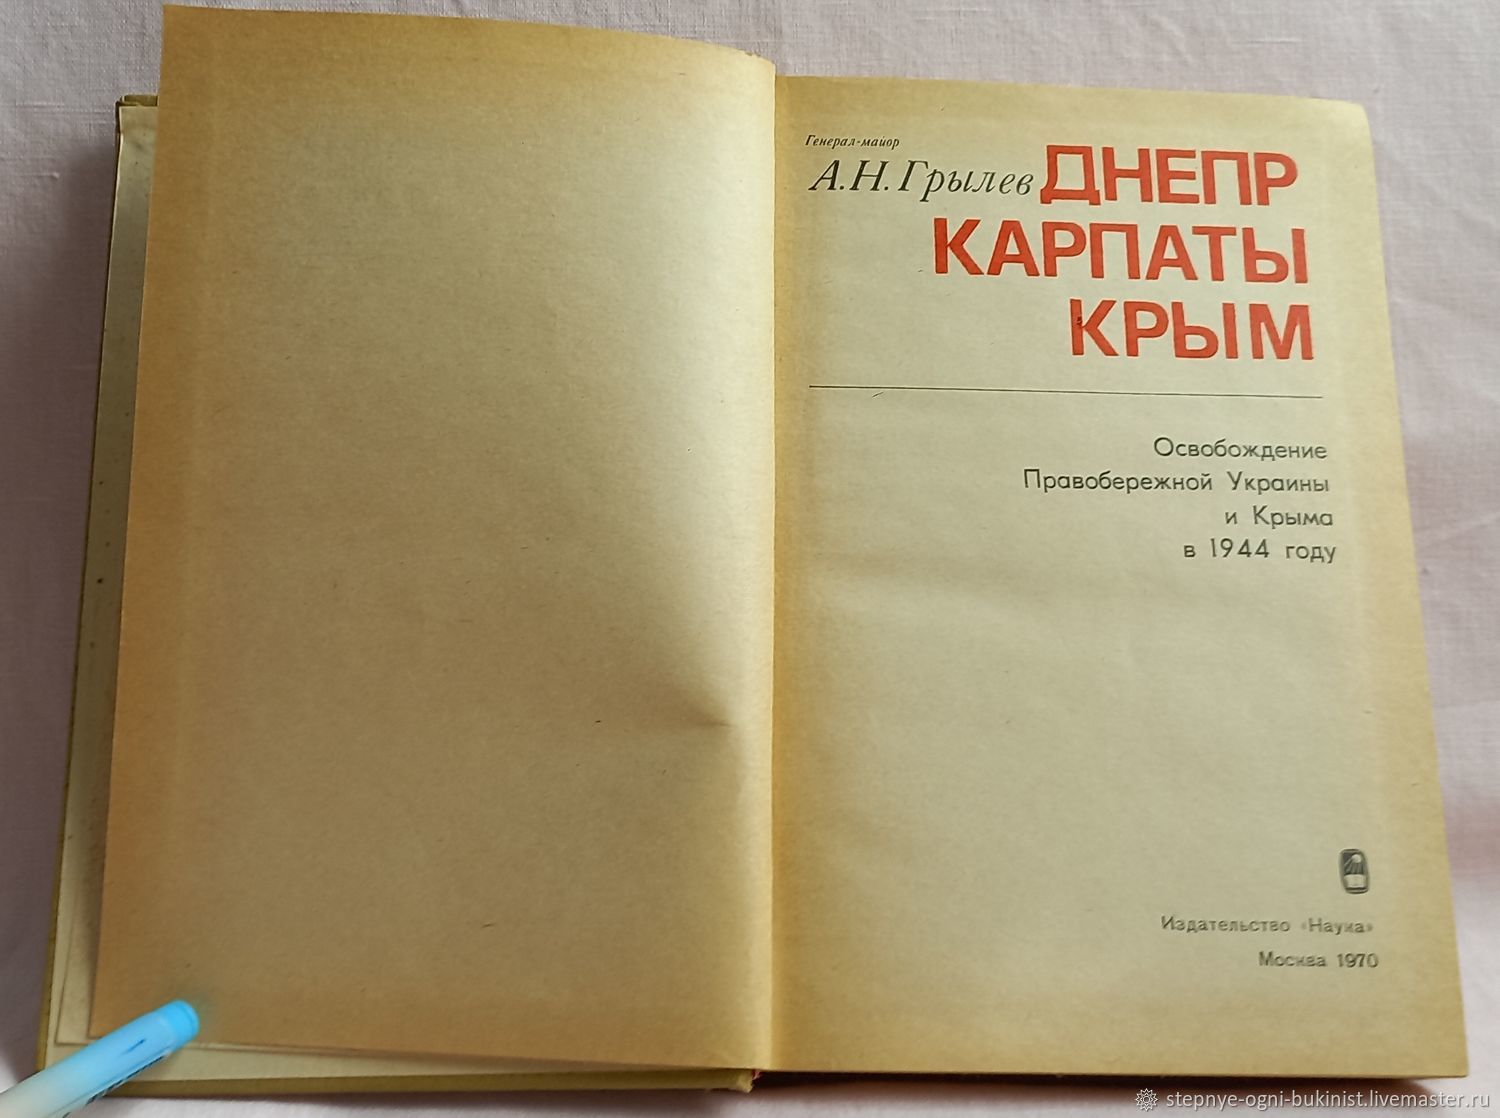 Генерал-майор
А.Н. Грылев ДНЕПР
КАРПАТЫ
КРЫМ
Освобождение
Правобережной Украины
и Крыма
в 1944 году
Издательство «Наука»
Москва 1970
stepnye-ogni-bukinist.livemaster.ru